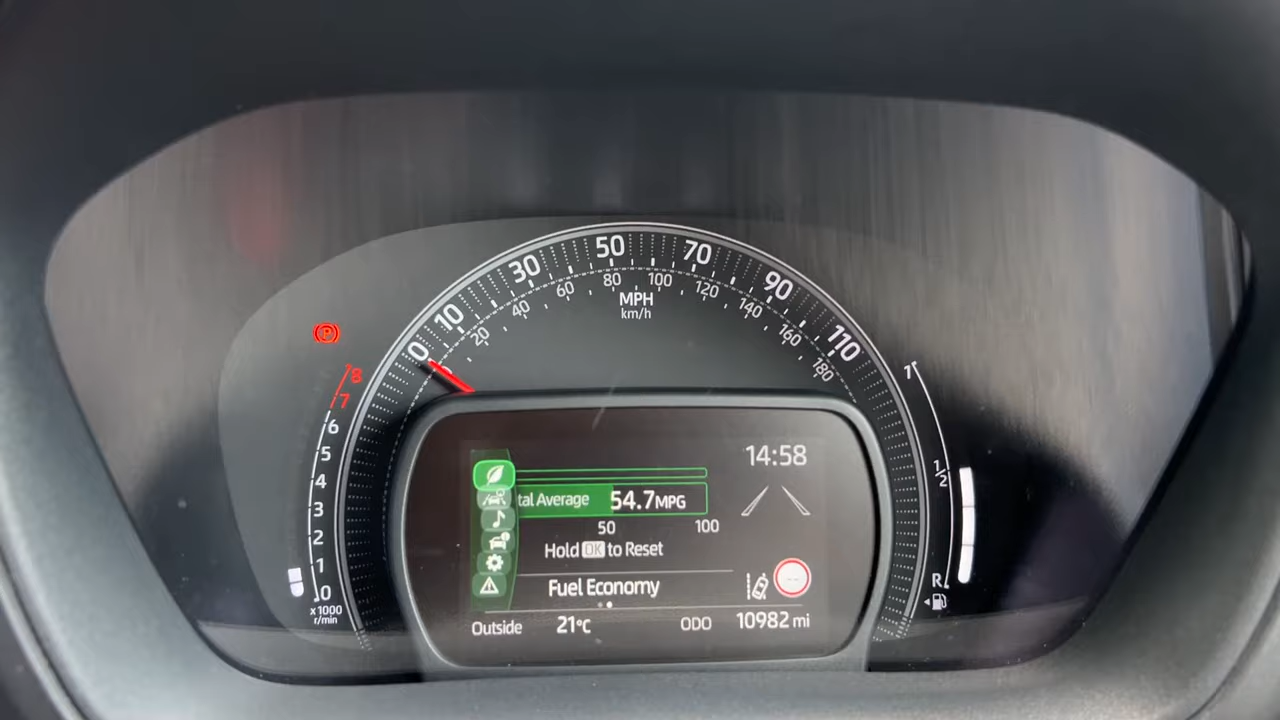 50
30
70
10
90
0
110
80
100
60
120
40
140
20
160
180
MPH
km/h
8
7
6
5
4
3
2
1
0
x1000
r/min
1
1/2
R
14:58
tal Average 54.7MPG
50 100
Hold OK to Reset
Fuel Economy
Outside 21°C ODO 10982 mi
(P)